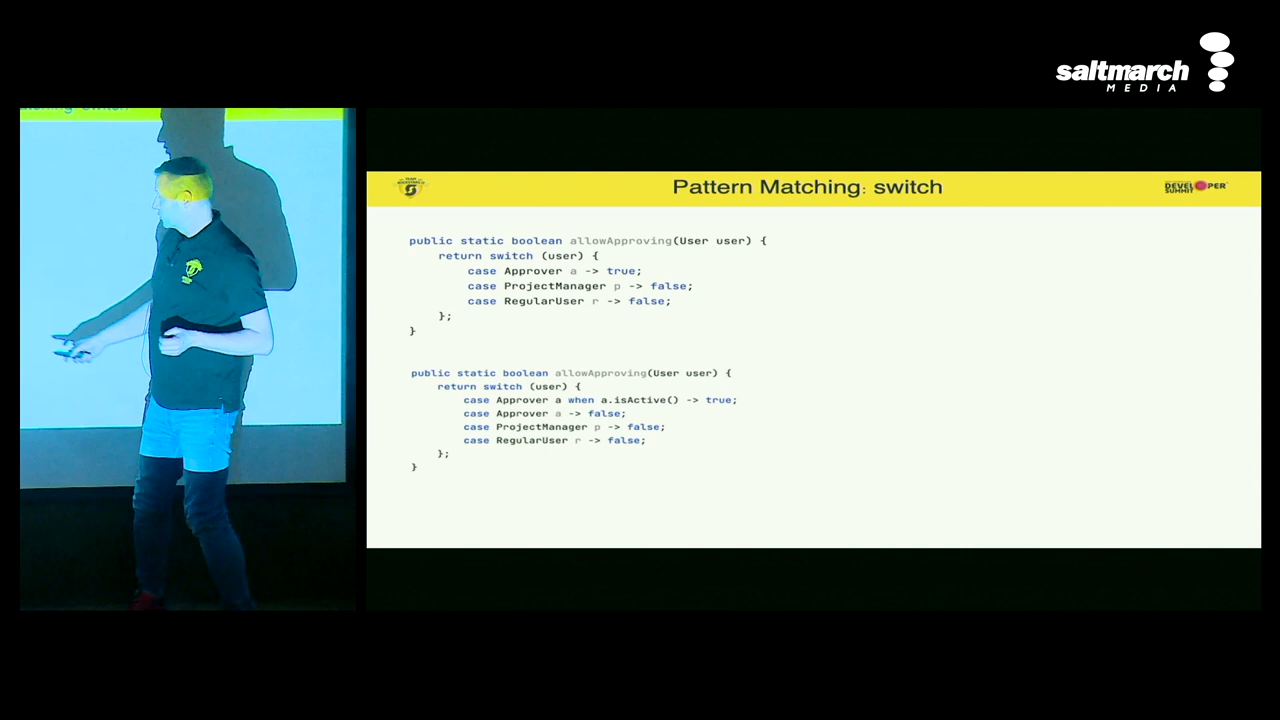 saltmarch
MEDIA
Pattern Matching: switch
DEVELOPER
SUMMIT
public static boolean allowApproving(User user) {
return switch (user) {
case Approver a -> true;
case ProjectManager p -> false;
case RegularUser r -> false;
};
}
public static boolean allowApproving(User user) {
return switch (user) {
case Approver a when a.isActive() -> true;
case Approver a -> false;
case ProjectManager p -> false;
case RegularUser r -> false;
};
}